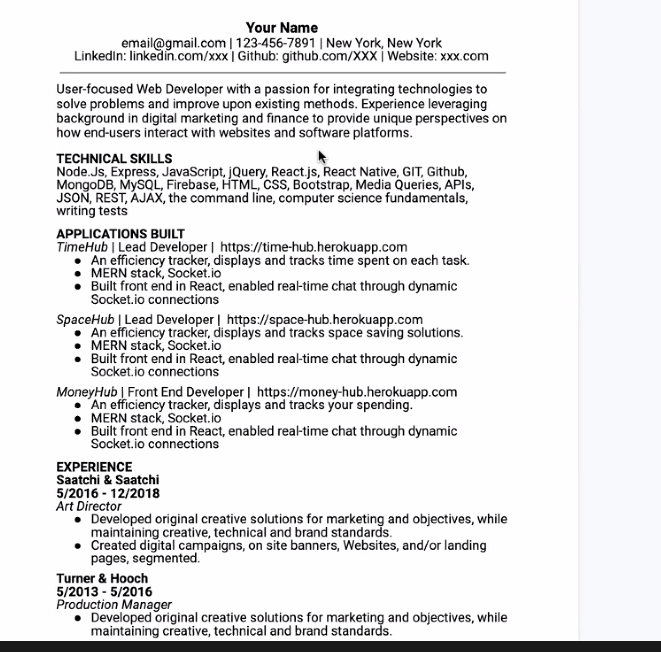 Your Name
email@gmail.com | 123-456-7891 | New York, New York
LinkedIn: linkedin.com/xxx | Github: github.com/XXX | Website: xxx.com
User-focused Web Developer with a passion for integrating technologies to
solve problems and improve upon existing methods. Experience leveraging
background in digital marketing and finance to provide unique perspectives on
how end-users interact with websites and software platforms.
TECHNICAL SKILLS
Node.Js, Express, JavaScript, jQuery, React.js, React Native, GIT, Github,
MongoDB, MySQL, Firebase, HTML, CSS, Bootstrap, Media Queries, APIs,
JSON, REST, AJAX, the command line, computer science fundamentals,
writing tests
APPLICATIONS BUILT
TimeHub | Lead Developer | https://time-hub.herokuapp.com
● An efficiency tracker, displays and tracks time spent on each task.
● MERN stack, Socket.io
● Built front end in React, enabled real-time chat through dynamic
Socket.io connections
SpaceHub | Lead Developer | https://space-hub.herokuapp.com
● An efficiency tracker, displays and tracks space saving solutions.
● MERN stack, Socket.io
● Built front end in React, enabled real-time chat through dynamic
Socket.io connections
MoneyHub | Front End Developer | https://money-hub.herokuapp.com
● An efficiency tracker, displays and tracks your spending.
● MERN stack, Socket.io
● Built front end in React, enabled real-time chat through dynamic
Socket.io connections
EXPERIENCE
Saatchi & Saatchi
5/2016 - 12/2018
Art Director
● Developed original creative solutions for marketing and objectives, while
maintaining creative, technical and brand standards.
● Created digital campaigns, on site banners, Websites, and/or landing
pages, segmented.
Turner & Hooch
5/2013 - 5/2016
Production Manager
● Developed original creative solutions for marketing and objectives, while
maintaining creative, technical and brand standards.